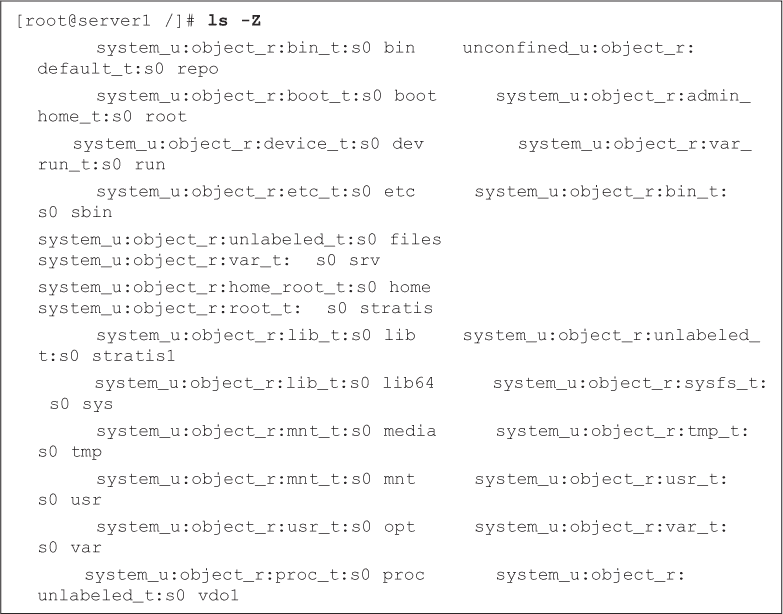 [root@server1 /]# ls -Z
system_u:object_r:bin_t:s0 bin unconfined_u:object_r:
default_t:s0 repo
system_u:object_r:boot_t:s0 boot system_u:object_r:admin_
home_t:s0 root
system_u:object_r:device_t:s0 dev system_u:object_r:var_
run_t:s0 run
system_u:object_r:etc_t:s0 etc system_u:object_r:bin_t:
s0 sbin
system_u:object_r:unlabeled_t:s0 files
system_u:object_r:var_t: s0 srv
system_u:object_r:home_root_t:s0 home
system_u:object_r:root_t: s0 stratis
system_u:object_r:lib_t:s0 lib system_u:object_r:unlabeled_
t:s0 stratis1
system_u:object_r:lib_t:s0 lib64 system_u:object_r:sysfs_t:
s0 sys
system_u:object_r:mnt_t:s0 media system_u:object_r:tmp_t:
s0 tmp
system_u:object_r:mnt_t:s0 mnt system_u:object_r:usr_t:
s0 usr
system_u:object_r:usr_t:s0 opt system_u:object_r:var_t:
s0 var
system_u:object_r:proc_t:s0 proc system_u:object_r:
unlabeled_t:s0 vdo1